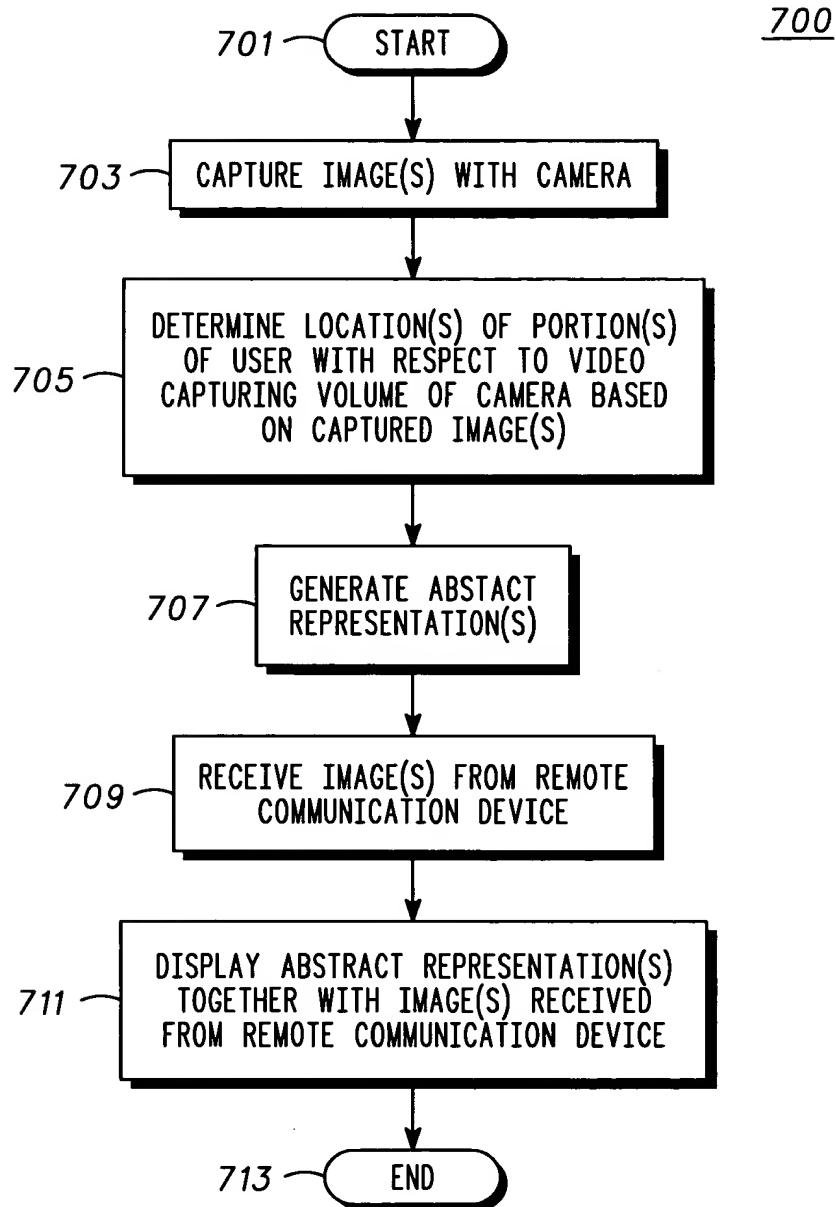 700
701 START
703 CAPTURE IMAGE(S) WITH CAMERA
DETERMINE LOCATION(S) OF PORTION(S)
OF USER WITH RESPECT TO VIDEO
705 CAPTURING VOLUME OF CAMERA BASED
ON CAPTURED IMAGE(S)
707 GENERATE ABSTACT
REPRESENTATION(S)
709 RECEIVE IMAGE(S) FROM REMOTE
COMMUNICATION DEVICE
DISPLAY ABSTRACT REPRESENTATION(S)
711 TOGETHER WITH IMAGE(S) RECEIVED
FROM REMOTE COMMUNICATION DEVICE
713 END